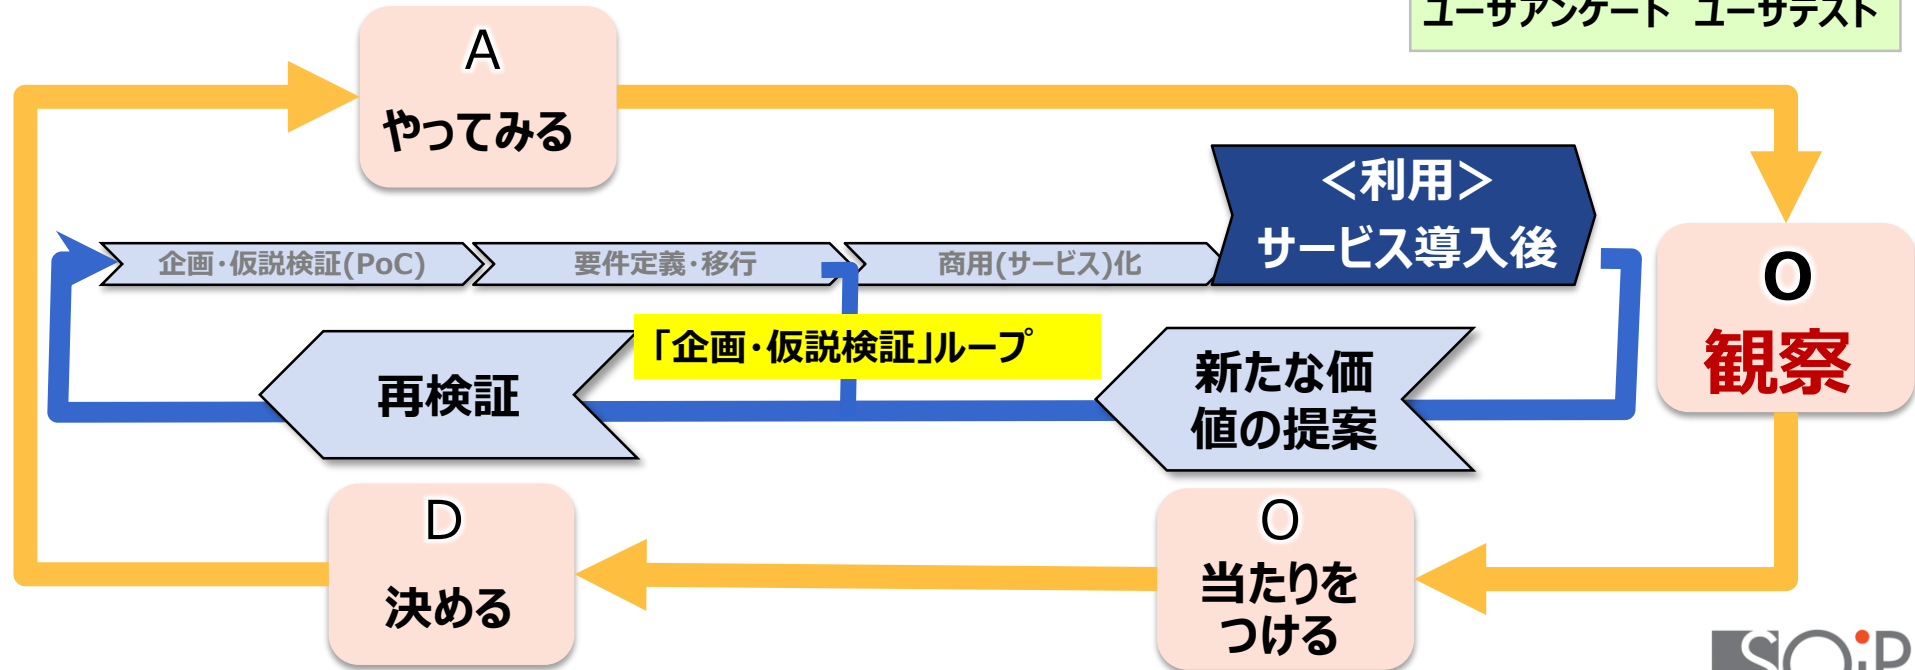 ユーザアンケート ユーザテスト
A
やってみる
＜利用＞
サービス導入後
企画・仮説検証(PoC)
要件定義・移行
商用(サービス)化
O
観察
「企画・仮説検証」ループ
再検証
新たな価
値の提案
D
決める
O
当たりを
つける
SQiP